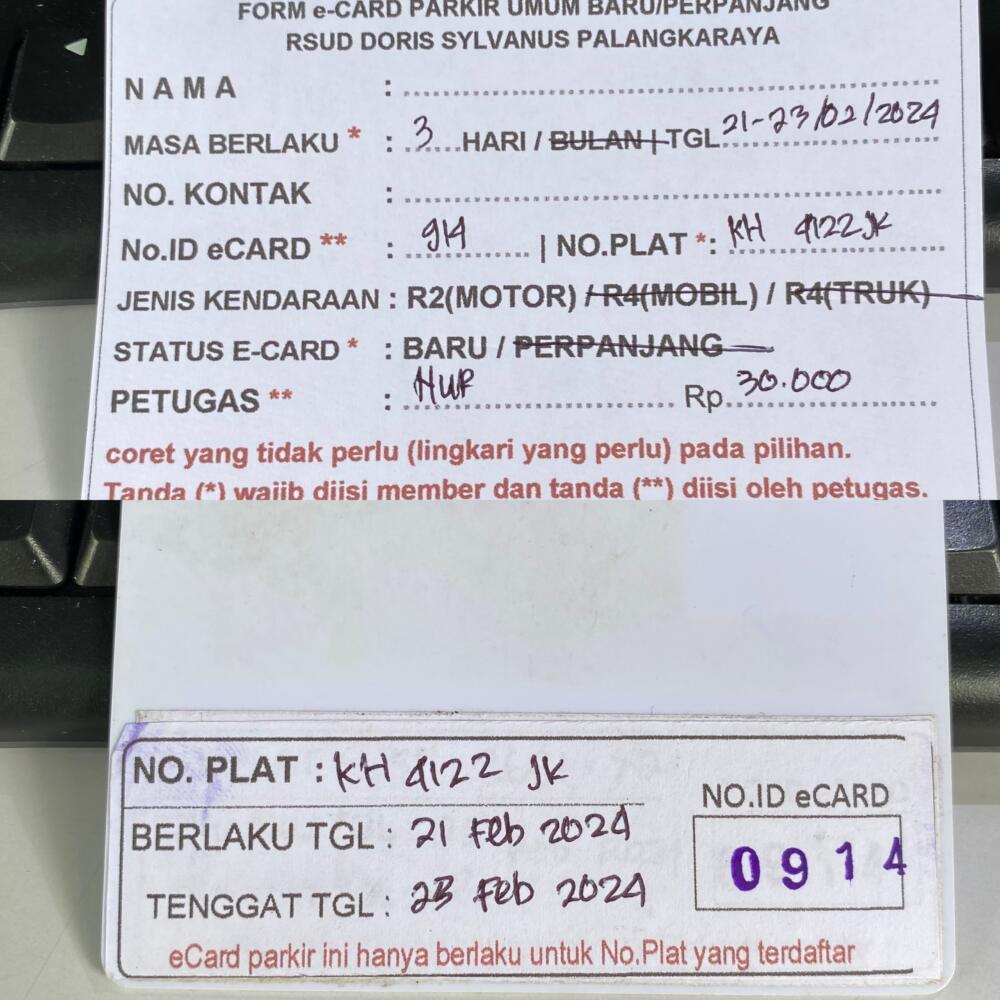 FORM e-CARD PARKIR UMUM BARU/PERPANJANG
RSUD DORIS SYLVANUS PALANGKARAYA
NAMA :
MASA BERLAKU * : 3 HARI / BULAN | TGL 21-23/02/2024
NO. KONTAK :
No.ID eCARD ** : 914 | NO.PLAT *: KH 4122 JK
JENIS KENDARAAN : R2(MOTOR) / R4(MOBIL) / R4(TRUK)
STATUS E-CARD * : BARU / PERPANJANG
PETUGAS ** : NUR Rp 30.000
coret yang tidak perlu (lingkari yang perlu) pada pilihan.
Tanda (*) wajib diisi member dan tanda (**) diisi oleh petugas.
NO. PLAT : KH 4122 JK
BERLAKU TGL : 21 Feb 2024
TENGGAT TGL : 23 Feb 2024
NO.ID eCARD
0914
eCard parkir ini hanya berlaku untuk No.Plat yang terdaftar